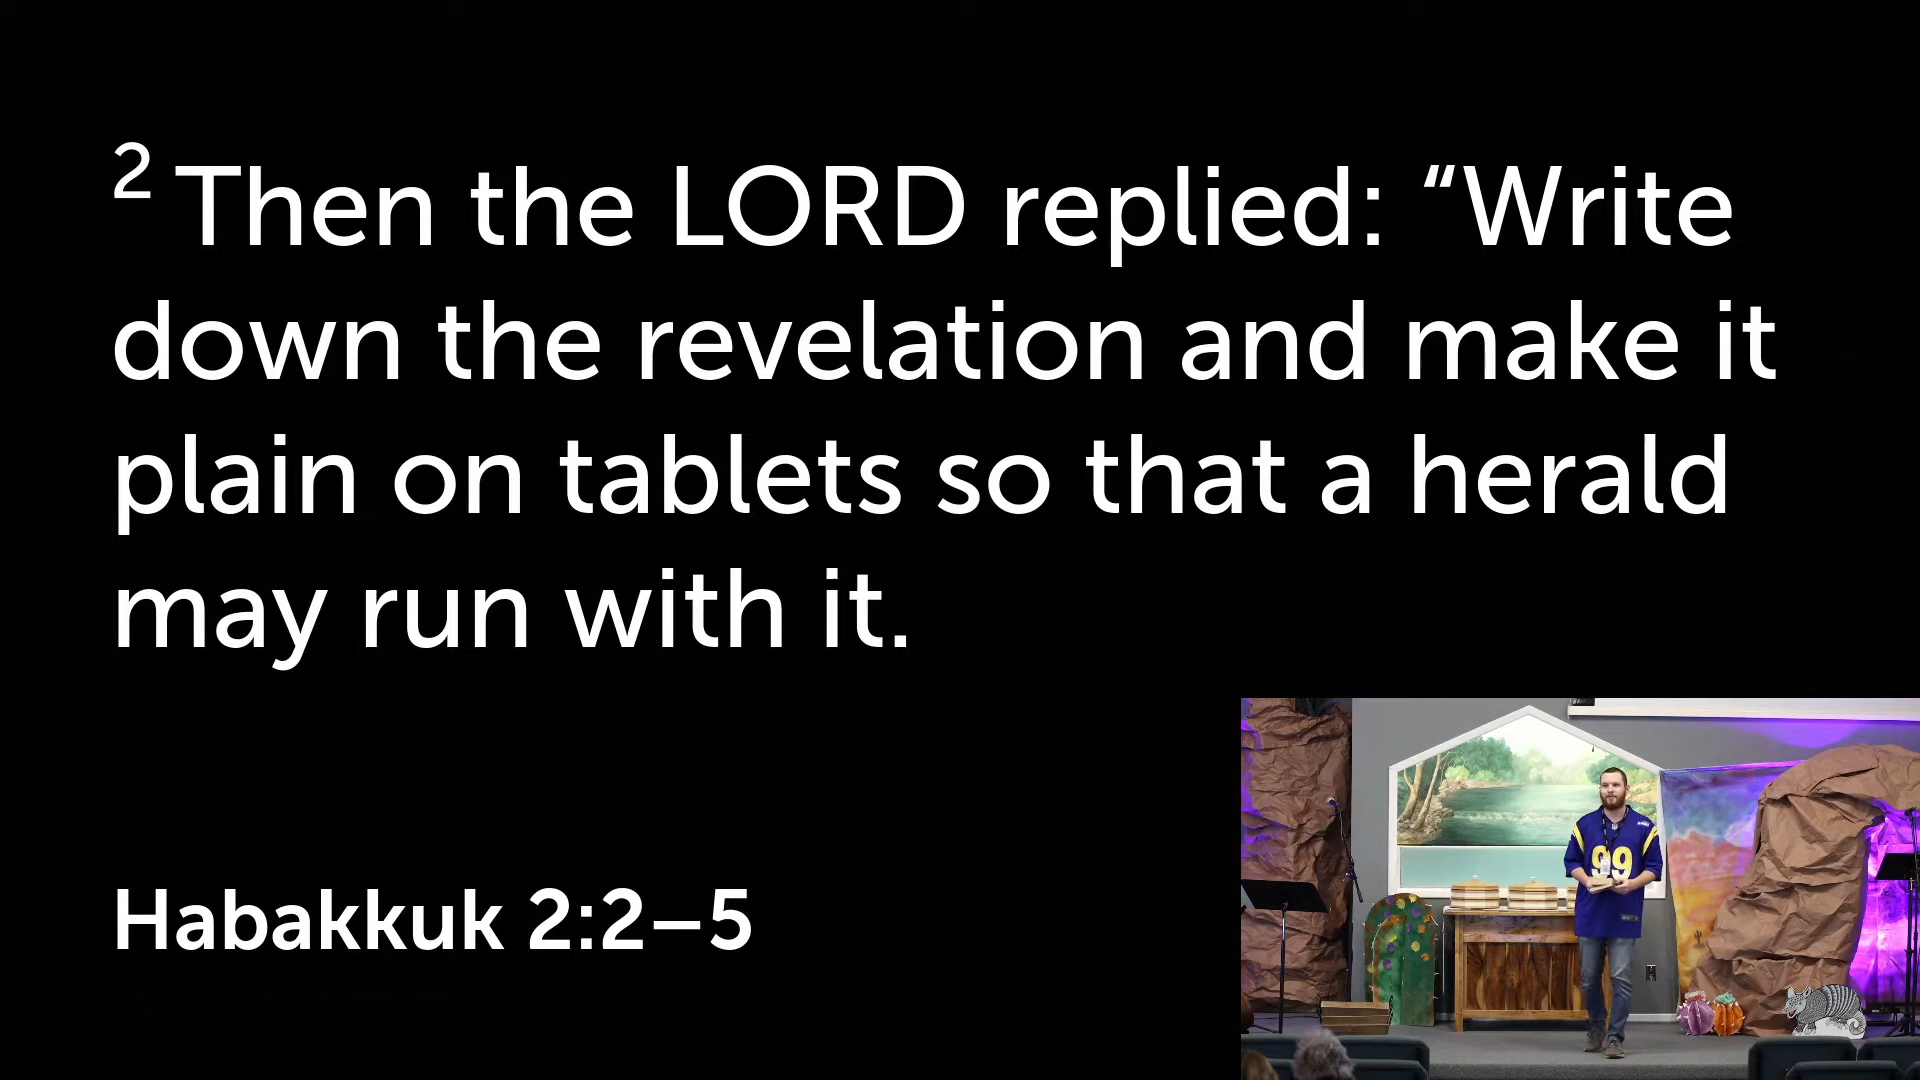 2 Then the LORD replied: “Write
down the revelation and make it
plain on tablets so that a herald
may run with it.
Habakkuk 2:2–5
99